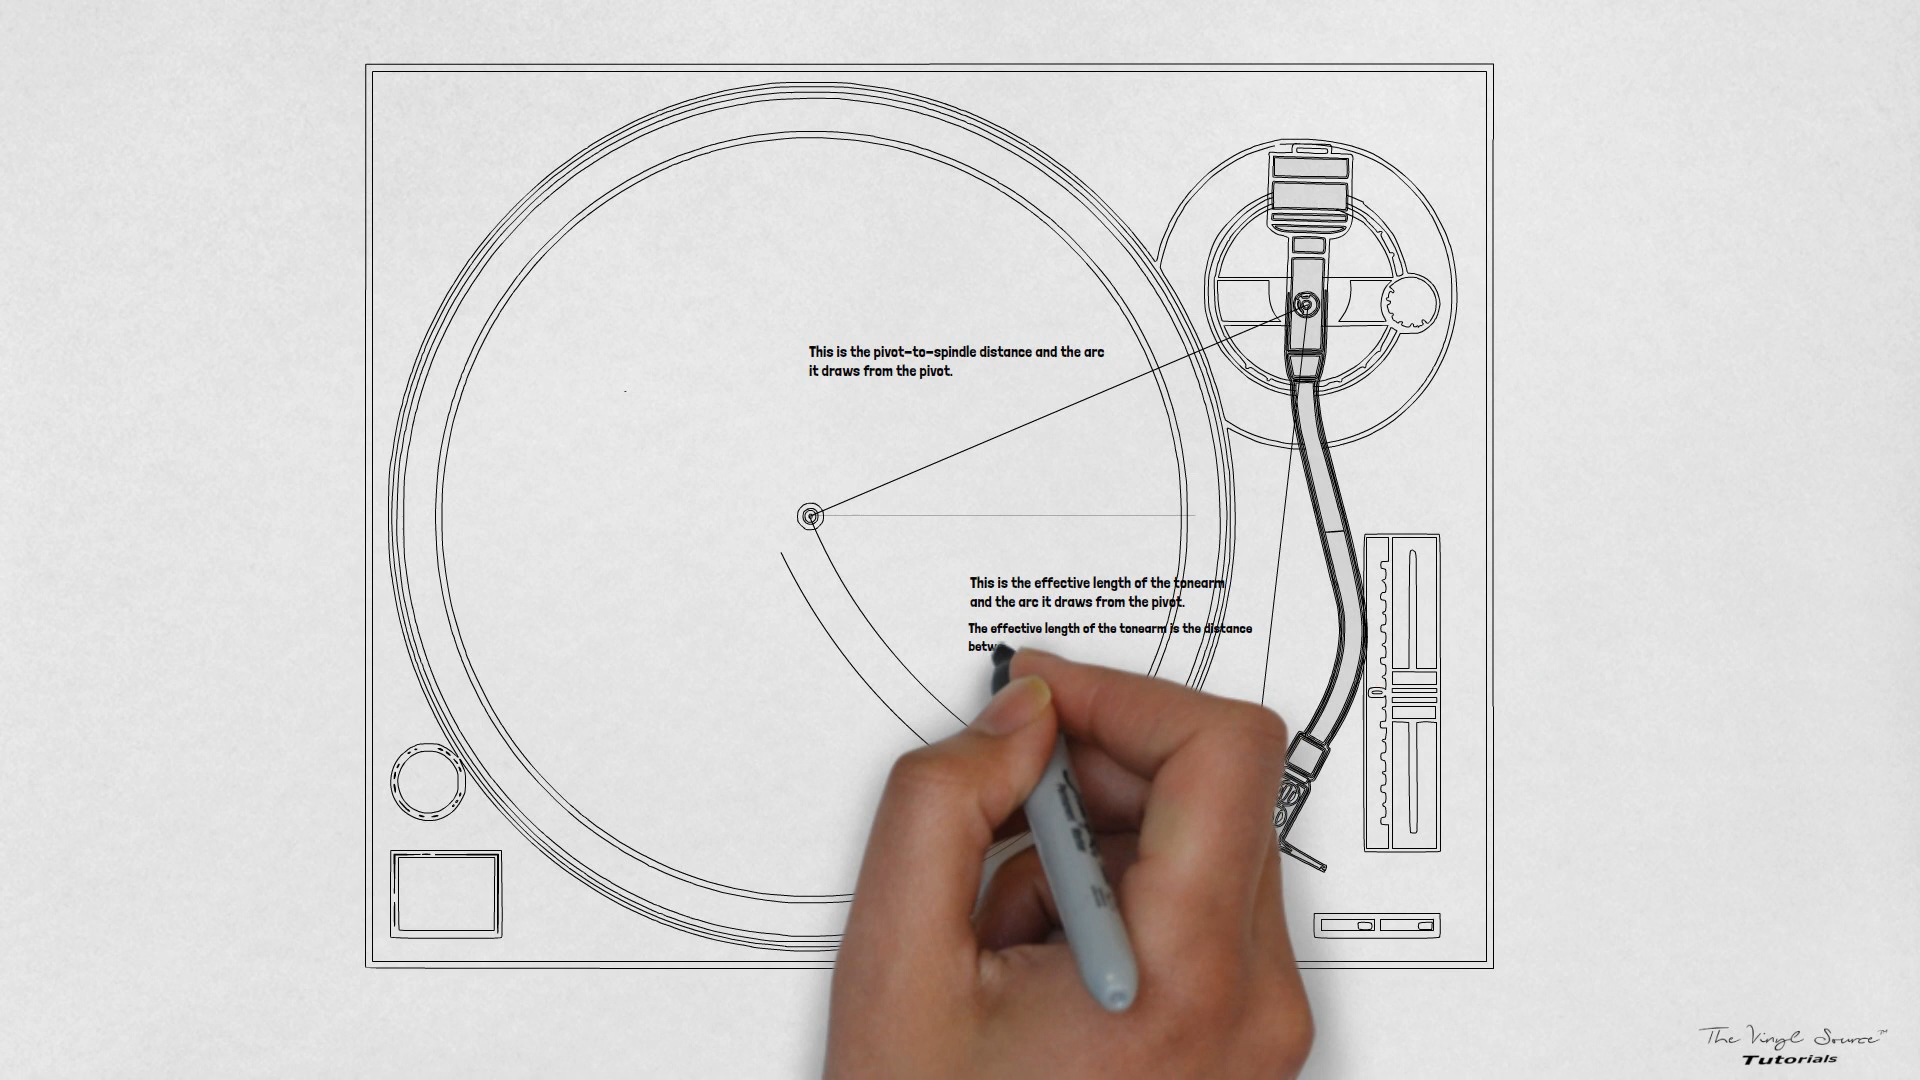 This is the pivot-to-spindle distance and the arc
it draws from the pivot.
This is the effective length of the tonearm
and the arc it draws from the pivot.
The effective length of the tonearm is the distance
betw
The Vinyl Source™
Tutorials